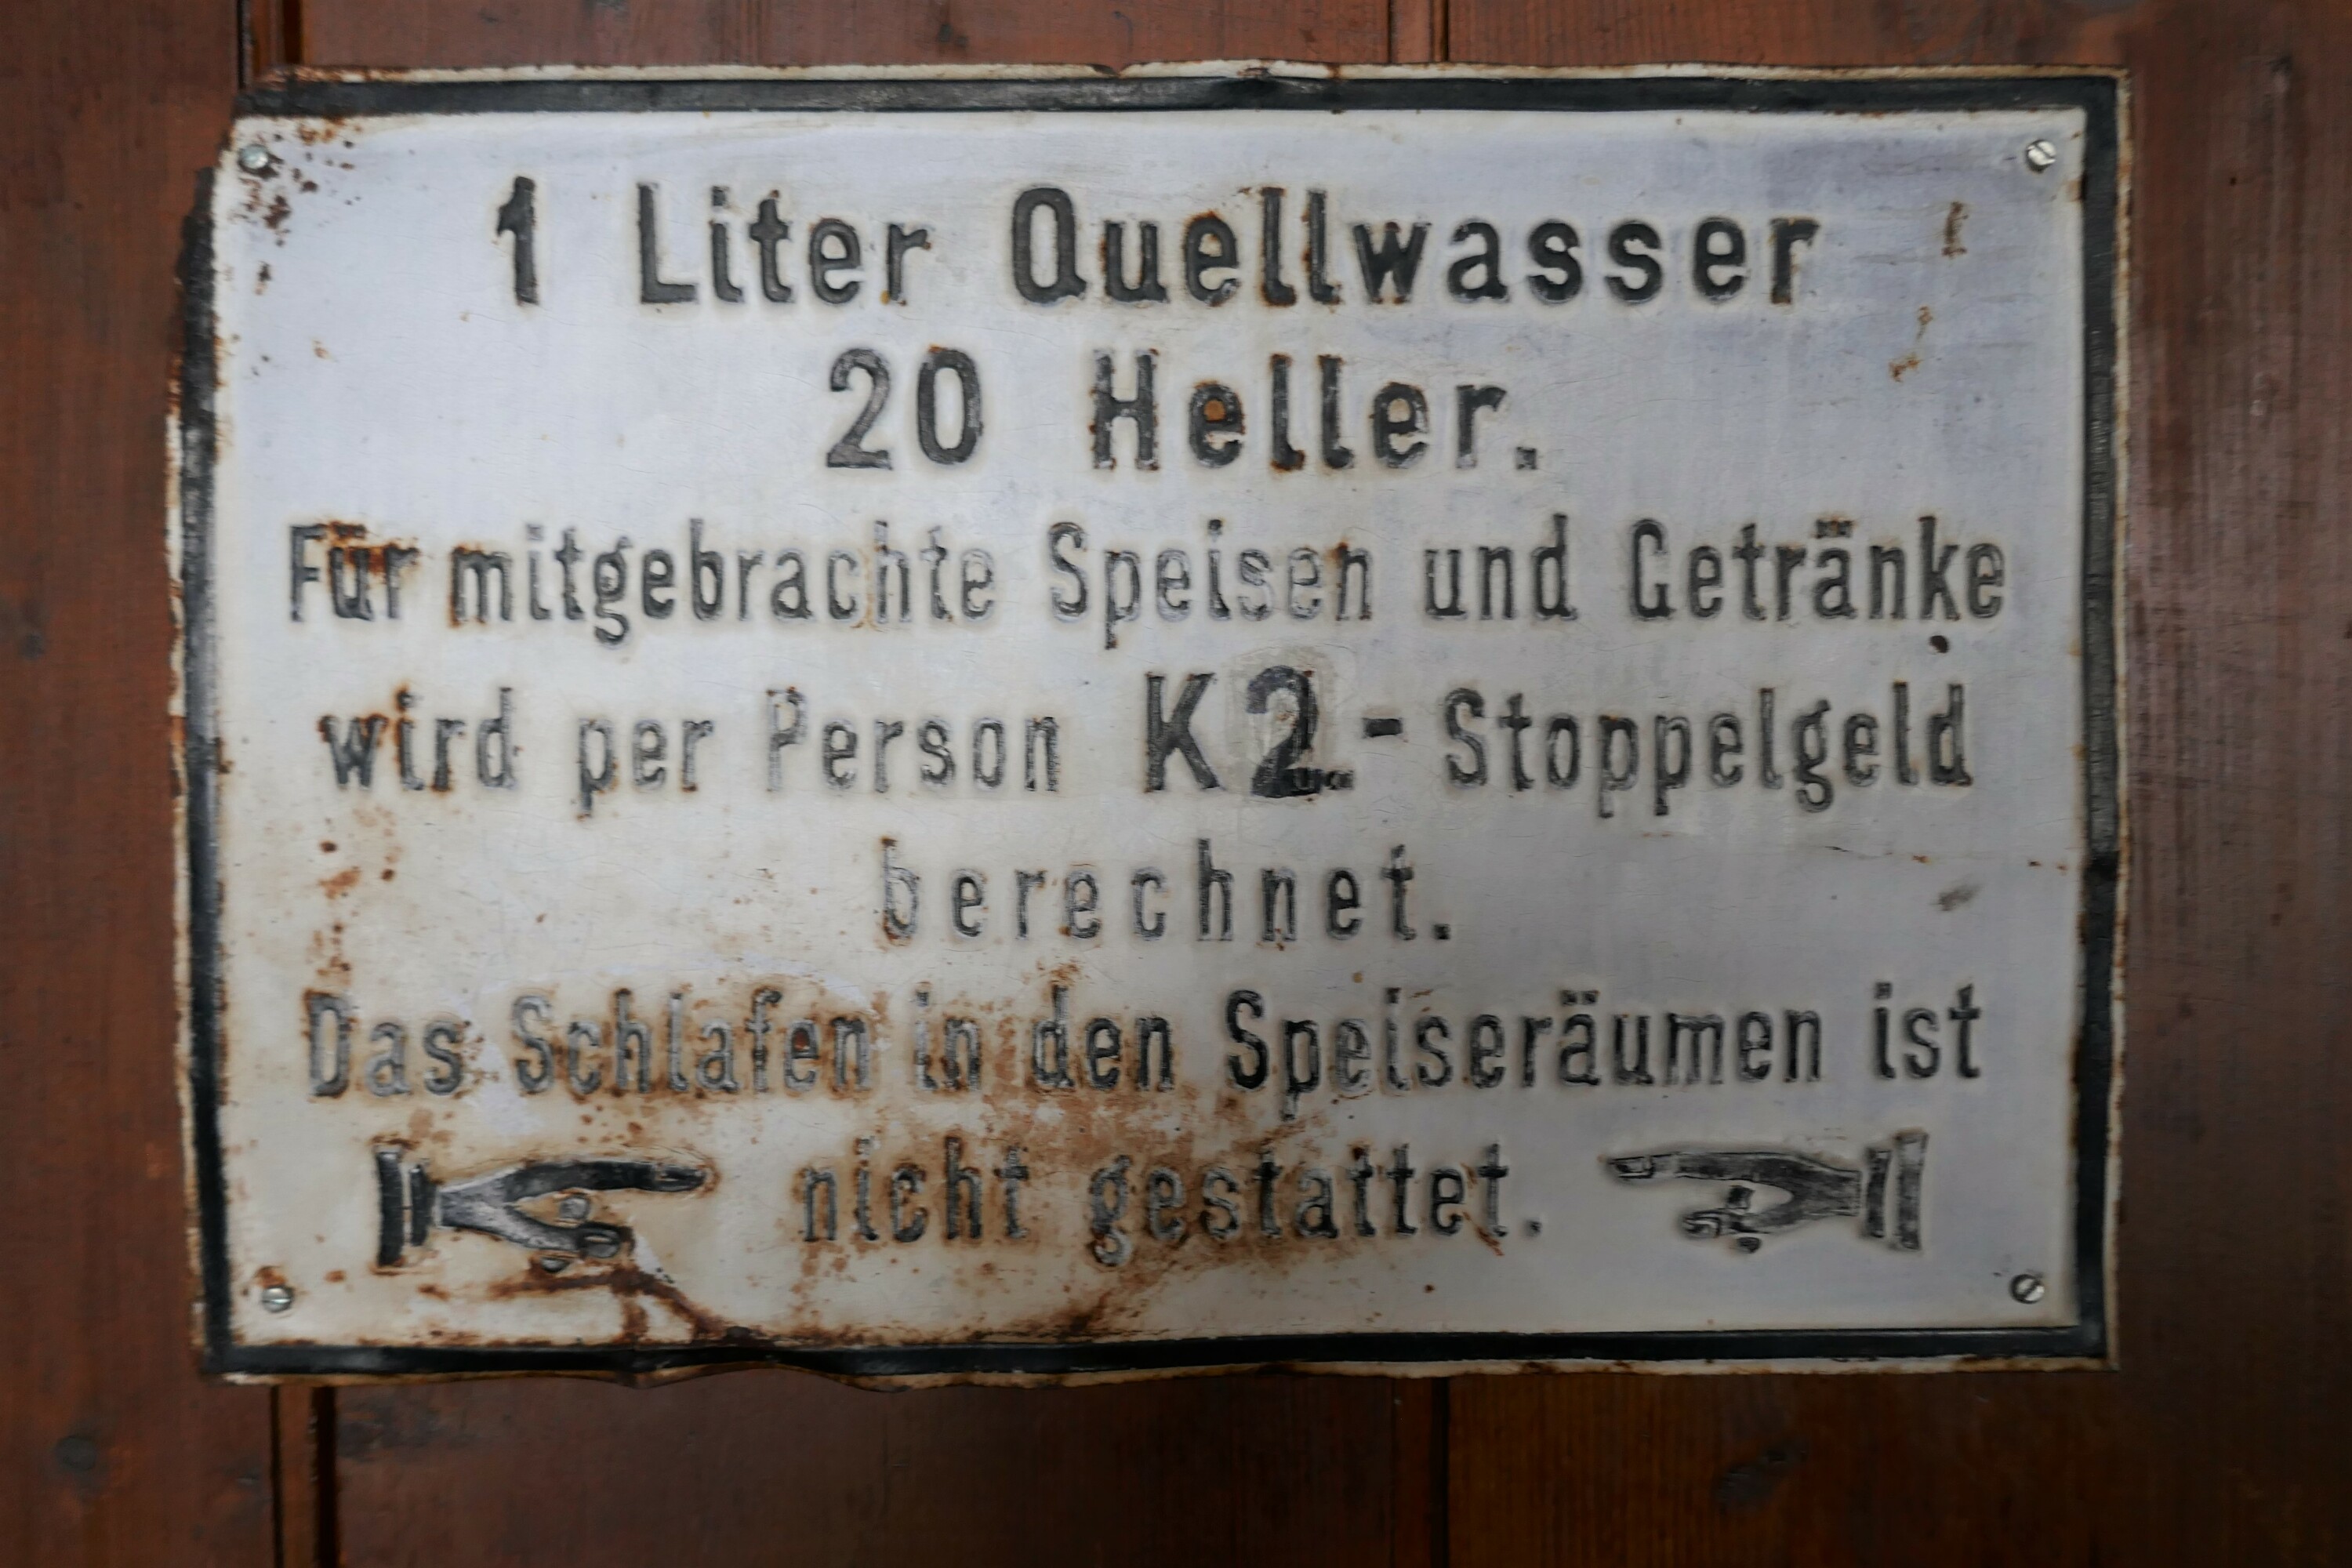 1 Liter Quellwasser
20 Heller.
Für mitgebrachte Speisen und Getränke
wird per Person K 2.- Stoppelgeld
berechnet.
Das Schlafen in den Speiseräumen ist
nicht gestattet.